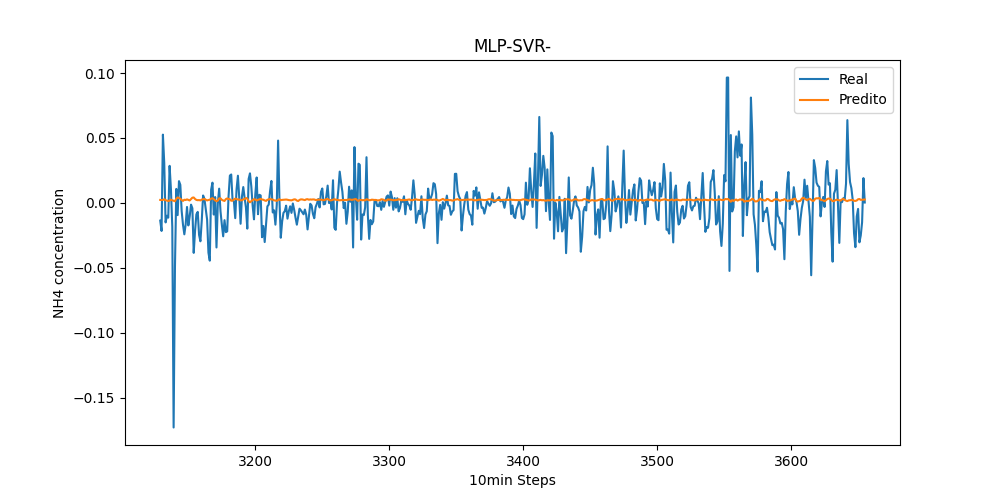 MLP-SVR-
Real
Predito
0.10
0.05
0.00
−0.05
−0.10
−0.15
NH4 concentration
3200 3300 3400 3500 3600
10min Steps